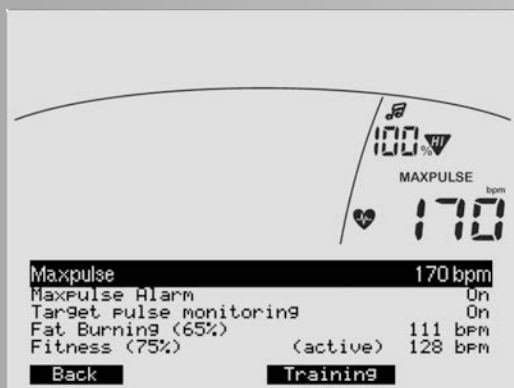 100% HI
MAXPULSE
bpm
170
Maxpulse 170 bpm
Maxpulse Alarm On
Target pulse monitoring On
Fat Burning (65%) 111 bpm
Fitness (75%) (active) 128 bpm
Back Training